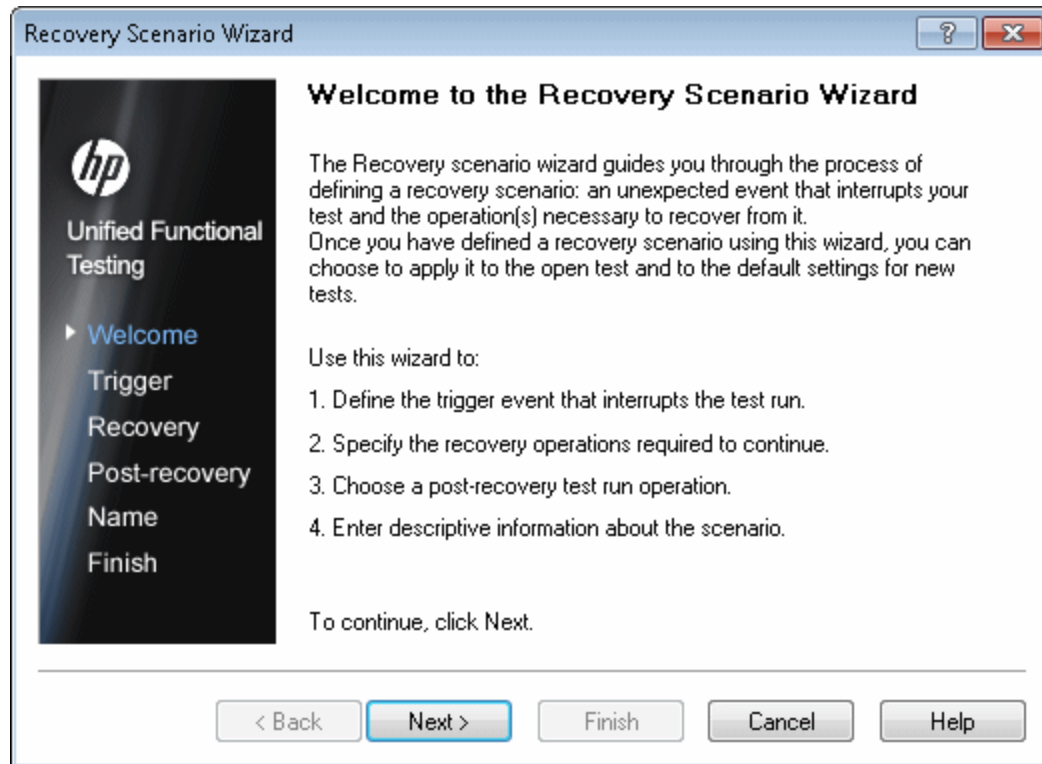 Recovery Scenario Wizard
?
hp
Unified Functional
Testing
Welcome
Trigger
Recovery
Post-recovery
Name
Finish
Welcome to the Recovery Scenario Wizard
The Recovery scenario wizard guides you through the process of
defining a recovery scenario: an unexpected event that interrupts your
test and the operation(s) necessary to recover from it.
Once you have defined a recovery scenario using this wizard, you can
choose to apply it to the open test and to the default settings for new
tests.
Use this wizard to:
1. Define the trigger event that interrupts the test run.
2. Specify the recovery operations required to continue.
3. Choose a post-recovery test run operation.
4. Enter descriptive information about the scenario.
To continue, click Next.
< Back
Next >
Finish
Cancel
Help